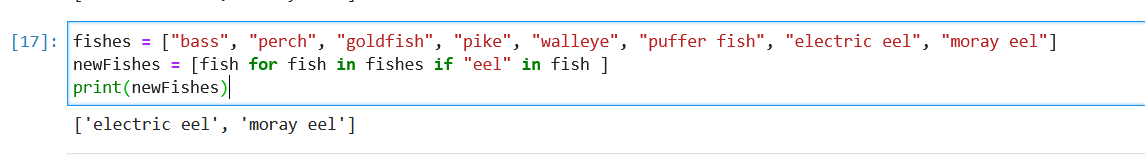 [17]: fishes = ["bass", "perch", "goldfish", "pike", "walleye", "puffer fish", "electric eel", "moray eel"]
newFishes = [fish for fish in fishes if "eel" in fish ]
print(newFishes)
['electric eel', 'moray eel']